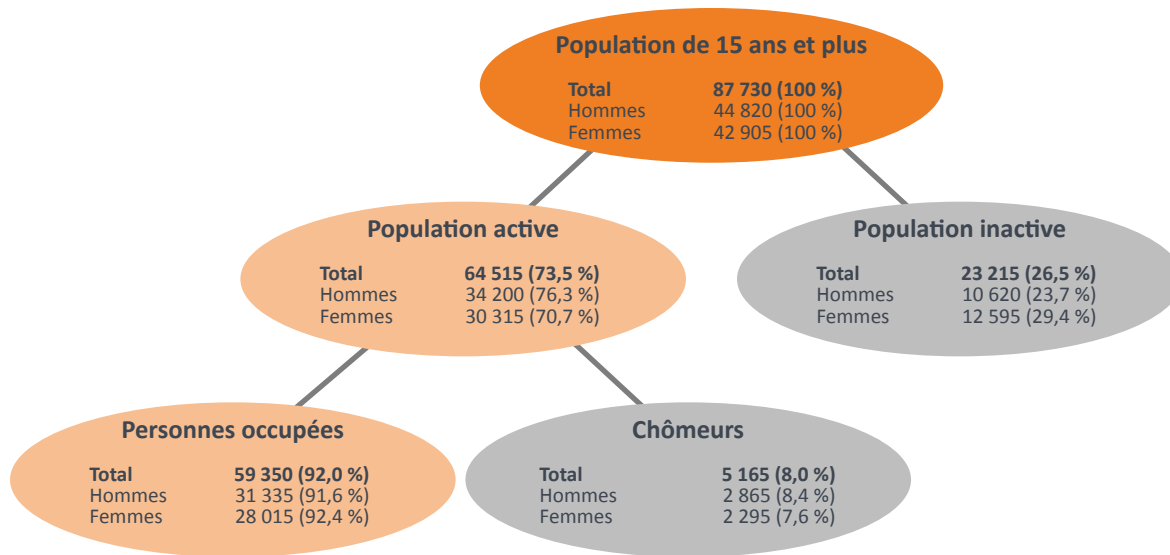 Population de 15 ans et plus
Total 87 730 (100 %)
Hommes 44 820 (100 %)
Femmes 42 905 (100 %)
Population active
Total 64 515 (73,5 %)
Hommes 34 200 (76,3 %)
Femmes 30 315 (70,7 %)
Population inactive
Total 23 215 (26,5 %)
Hommes 10 620 (23,7 %)
Femmes 12 595 (29,4 %)
Personnes occupées
Total 59 350 (92,0 %)
Hommes 31 335 (91,6 %)
Femmes 28 015 (92,4 %)
Chômeurs
Total 5 165 (8,0 %)
Hommes 2 865 (8,4 %)
Femmes 2 295 (7,6 %)